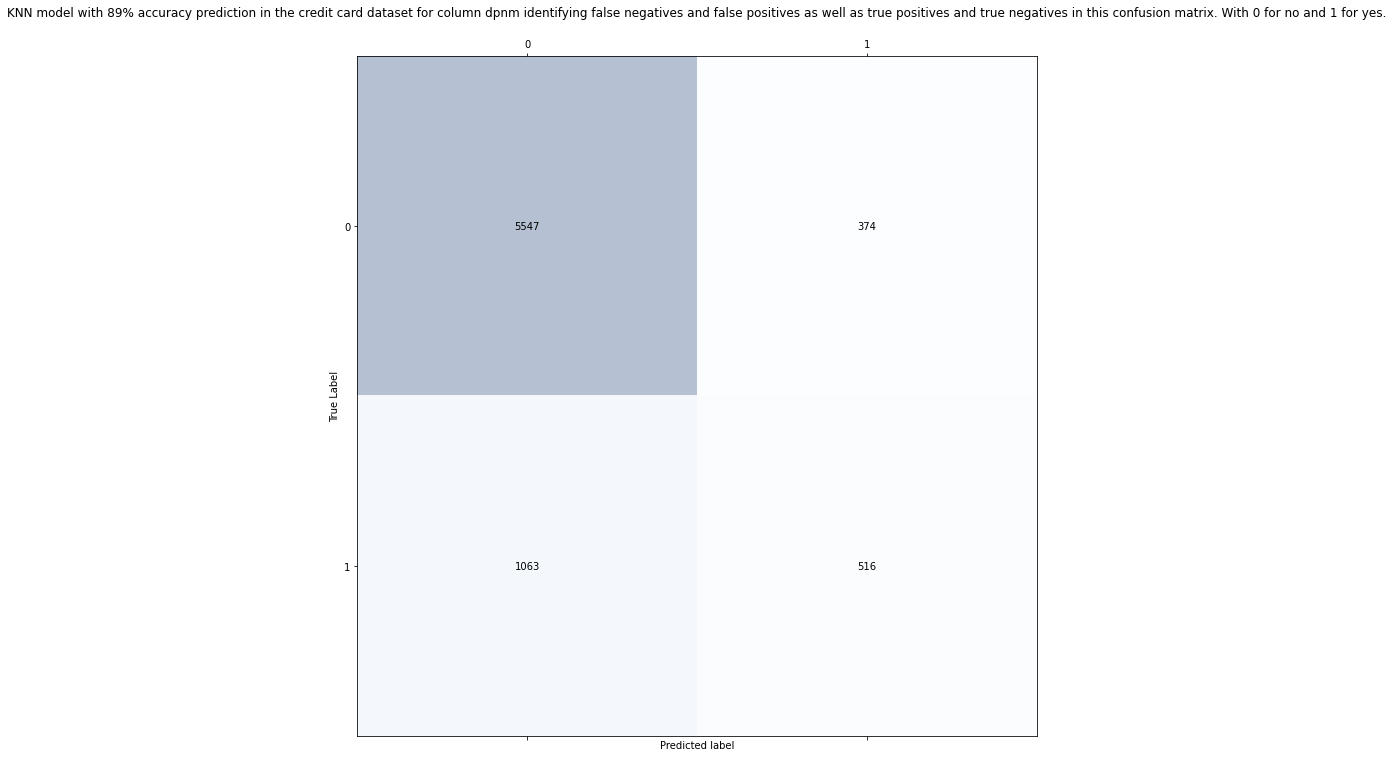 KNN model with 89% accuracy prediction in the credit card dataset for column dpnm identifying false negatives and false positives as well as true positives and true negatives in this confusion matrix. With 0 for no and 1 for yes.
0 1
0 5547 374
True Label
1 1063 516
Predicted label